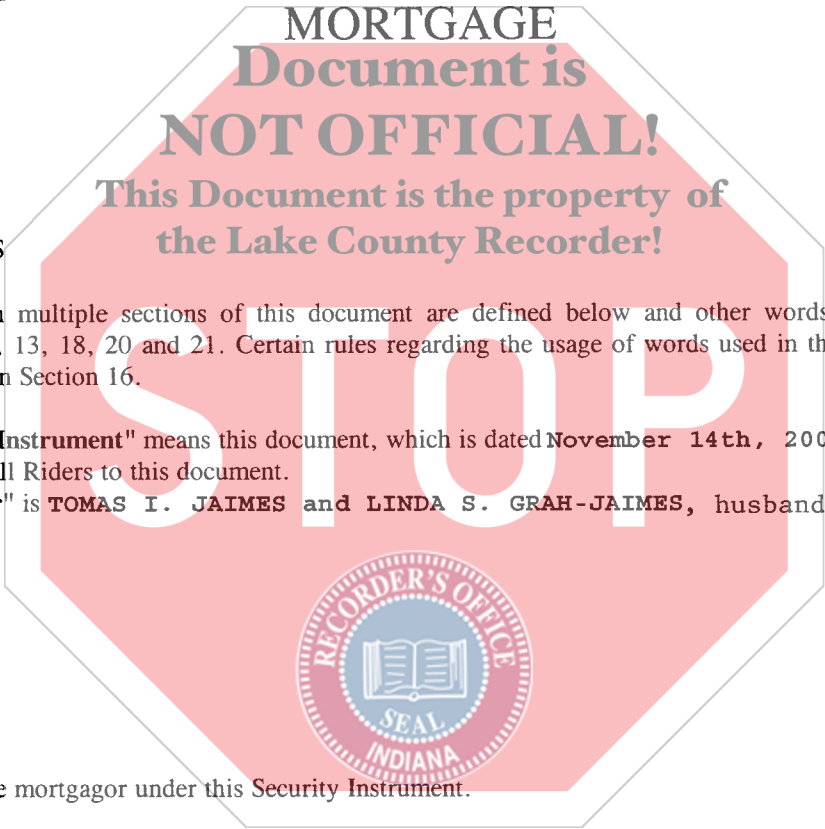 MORTGAGE
Document is
NOT OFFICIAL!
This Document is the property of
the Lake County Recorder!
S
multiple sections of this document are defined below and other words
13, 18, 20 and 21. Certain rules regarding the usage of words used in th
n Section 16.
Instrument" means this document, which is dated November 14th, 200
ll Riders to this document.
" is TOMAS I. JAIMES and LINDA S. GRAH-JAIMES, husband
STOP
RECORDER'S OFFICE
SEAL
INDIANA
e mortgagor under this Security Instrument.